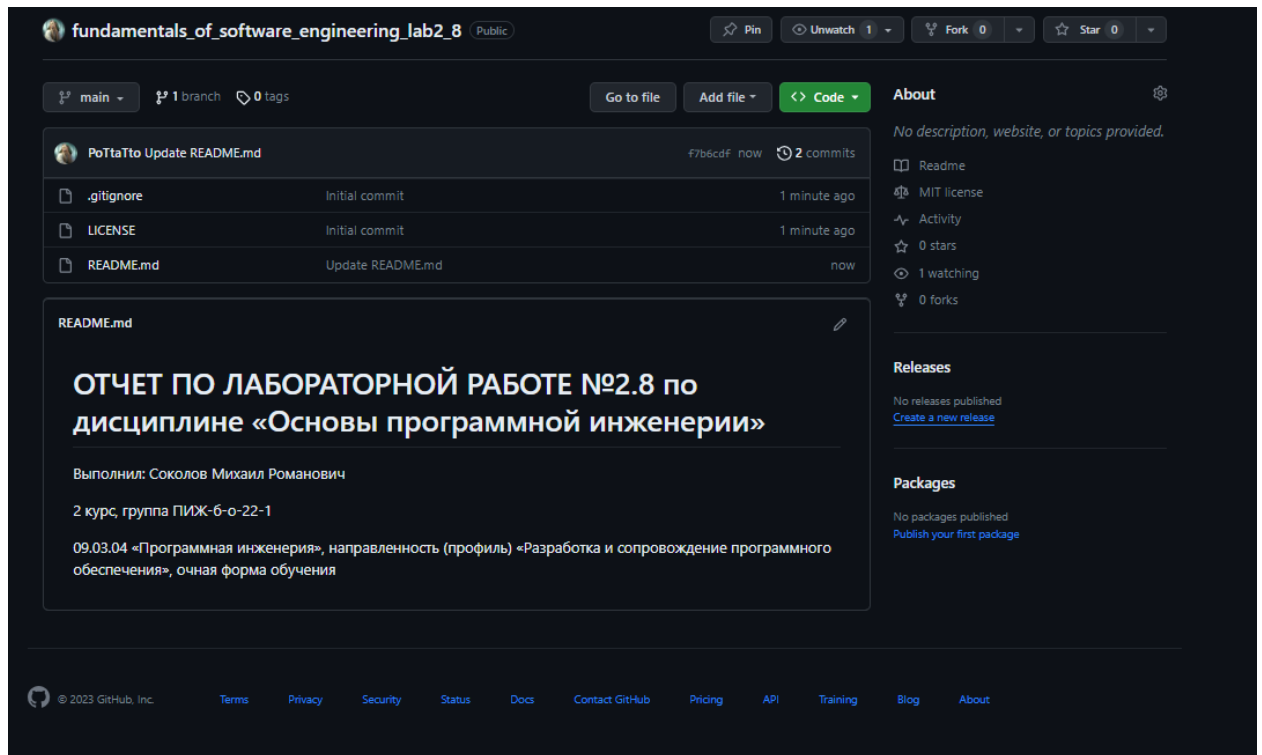 fundamentals_of_software_engineering_lab2_8 Public Pin Unwatch 1 Fork 0 Star 0
main 1 branch 0 tags Go to file Add file Code
PoTtaTto Update README.md f7b6cdf now 2 commits
.gitignore Initial commit 1 minute ago
LICENSE Initial commit 1 minute ago
README.md Update README.md now
README.md
ОТЧЕТ ПО ЛАБОРАТОРНОЙ РАБОТЕ №2.8 по
дисциплине «Основы программной инженерии»
Выполнил: Соколов Михаил Романович
2 курс, группа ПИЖ-б-о-22-1
09.03.04 «Программная инженерия», направленность (профиль) «Разработка и сопровождение программного
обеспечения», очная форма обучения
About
No description, website, or topics provided.
Readme
MIT license
Activity
0 stars
1 watching
0 forks
Releases
No releases published
Create a new release
Packages
No packages published
Publish your first package
© 2023 GitHub, Inc. Terms Privacy Security Status Docs Contact GitHub Pricing API Training Blog About